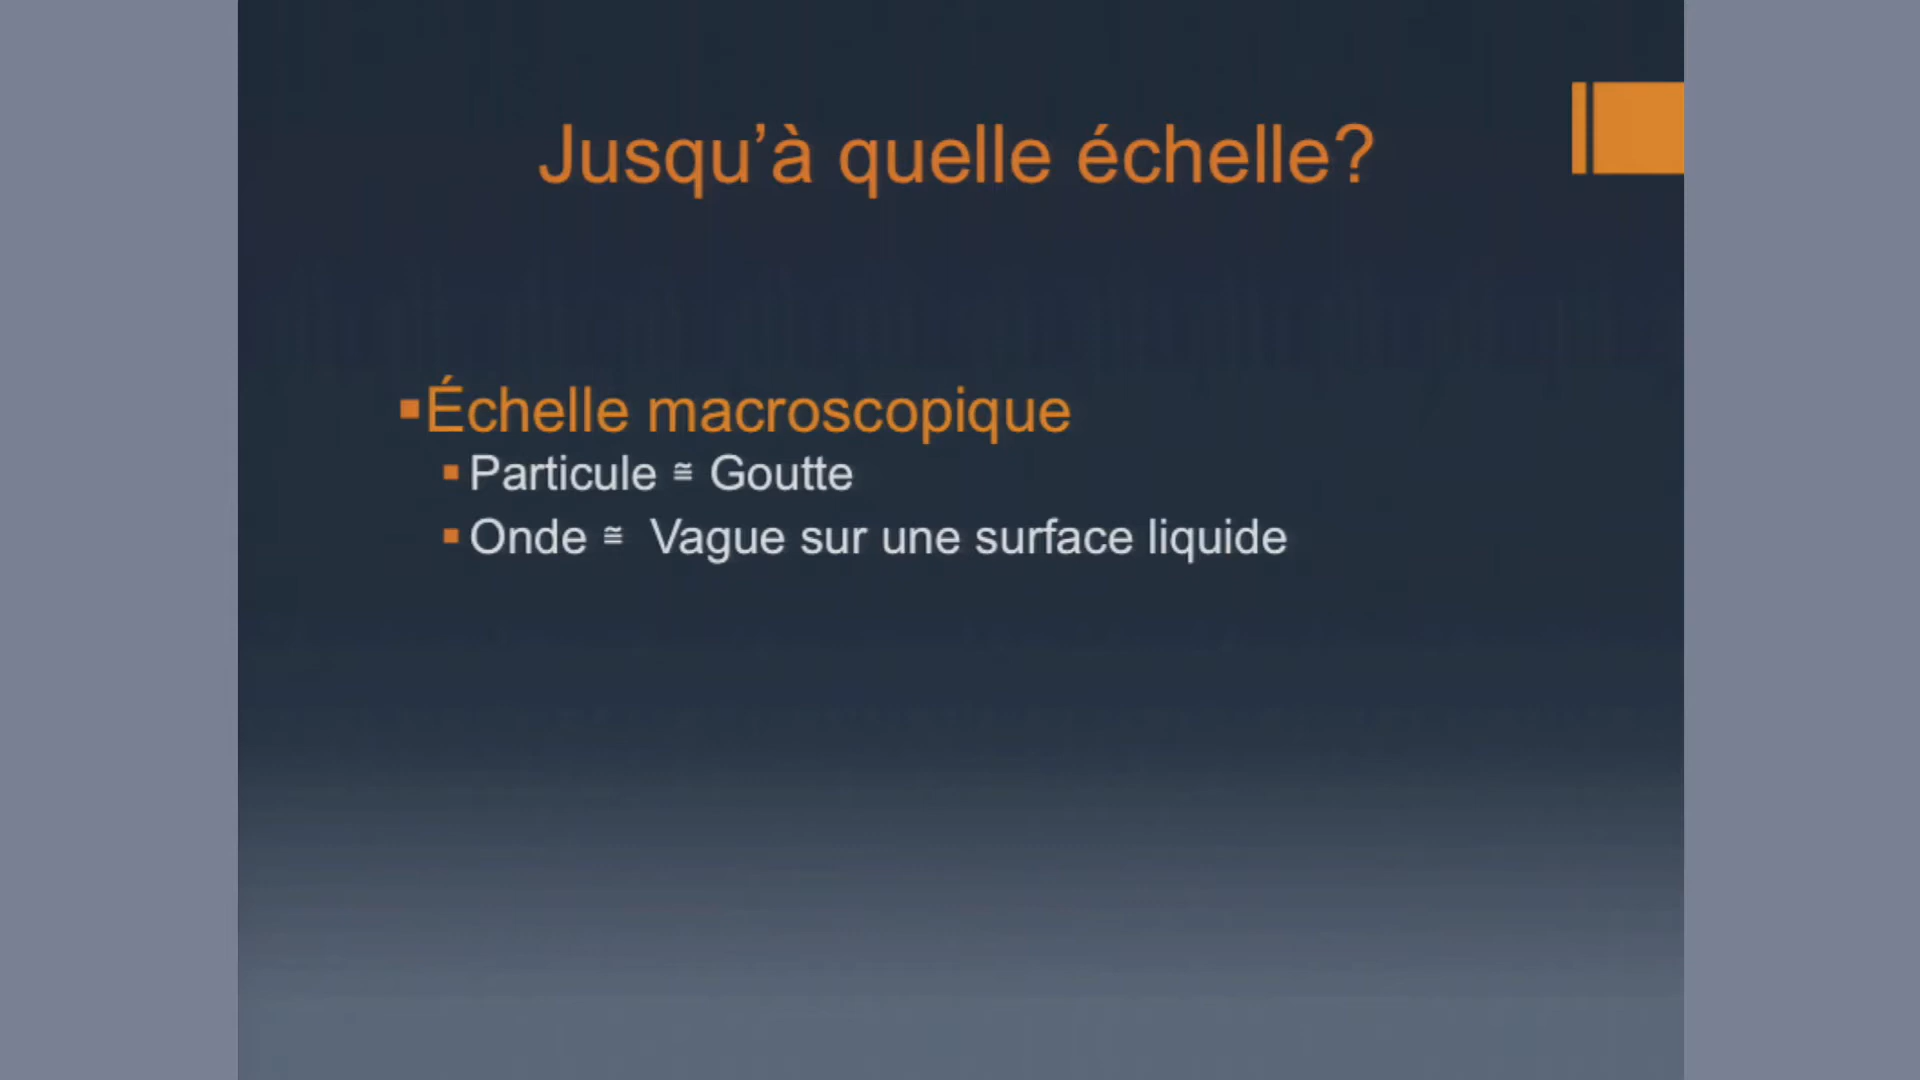 Jusqu’à quelle échelle?
▪Échelle macroscopique
▪Particule ≅ Goutte
▪Onde ≅ Vague sur une surface liquide